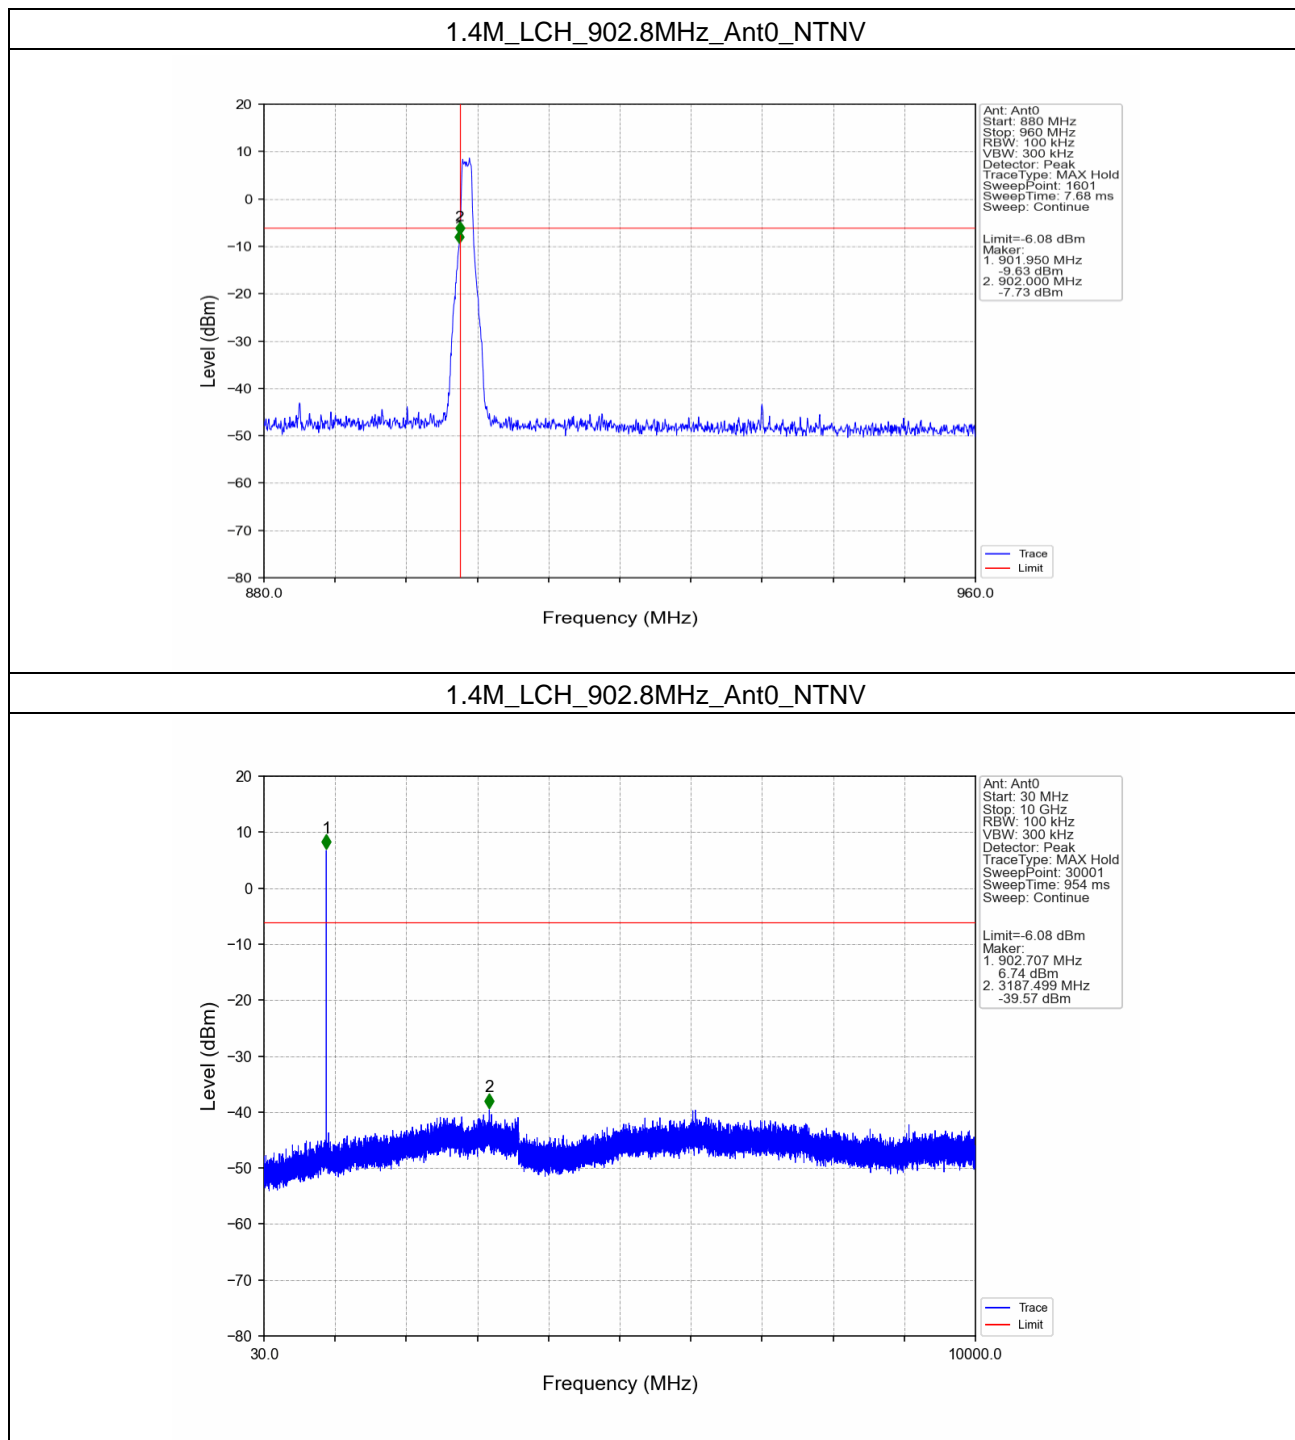 1.4M_LCH_902.8MHz_Ant0_NTNV
20
10
0
−10
−20
−30
−40
−50
−60
−70
−80
Level (dBm)
2
880.0
960.0
Frequency (MHz)
Ant: Ant0
Start: 880 MHz
Stop: 960 MHz
RBW: 100 kHz
VBW: 300 kHz
Detector: Peak
TraceType: MAX Hold
SweepPoint: 1601
SweepTime: 7.68 ms
Sweep: Continue
Limit=-6.08 dBm
Maker:
1. 901.950 MHz
-9.63 dBm
2. 902.000 MHz
-7.73 dBm
Trace
Limit
1.4M_LCH_902.8MHz_Ant0_NTNV
20
10
0
−10
−20
−30
−40
−50
−60
−70
−80
Level (dBm)
1
2
30.0
10000.0
Frequency (MHz)
Ant: Ant0
Start: 30 MHz
Stop: 10 GHz
RBW: 100 kHz
VBW: 300 kHz
Detector: Peak
TraceType: MAX Hold
SweepPoint: 30001
SweepTime: 954 ms
Sweep: Continue
Limit=-6.08 dBm
Maker:
1. 902.707 MHz
6.74 dBm
2. 3187.499 MHz
-39.57 dBm
Trace
Limit